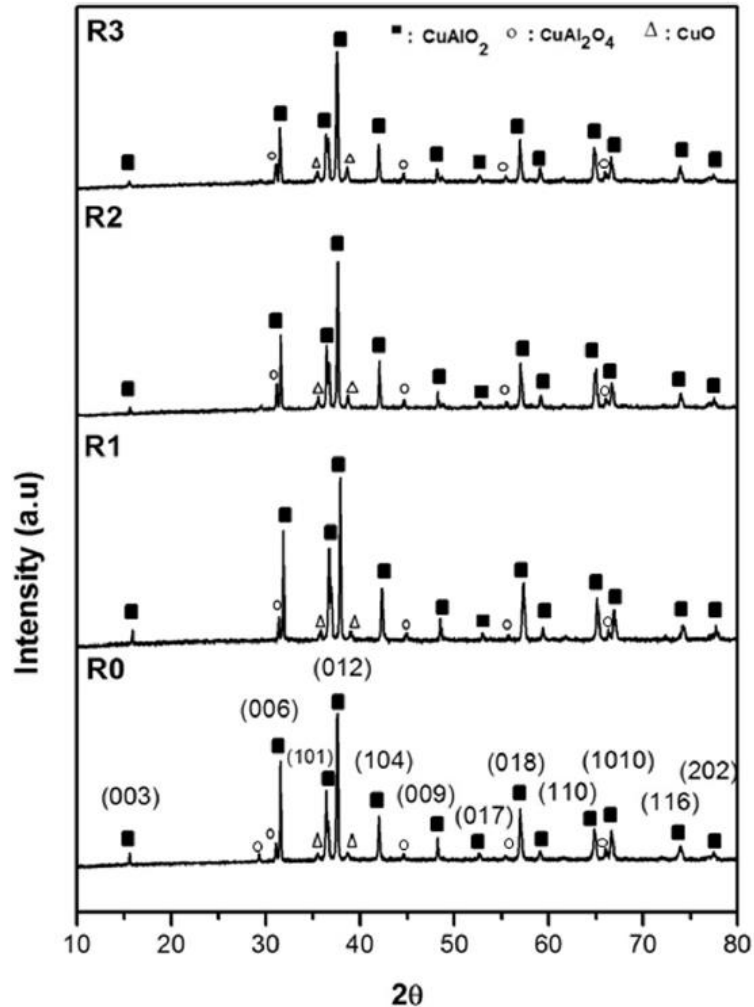 R3
■ : CuAlO₂ ○ : CuAl₂O₄ Δ : CuO
R2
R1
R0
(012)
(006)
(101)
(104)
(018)
(1010)
(202)
(003)
(009)
(110)
(116)
(017)
Intensity (a.u)
10 20 30 40 50 60 70 80
2θ